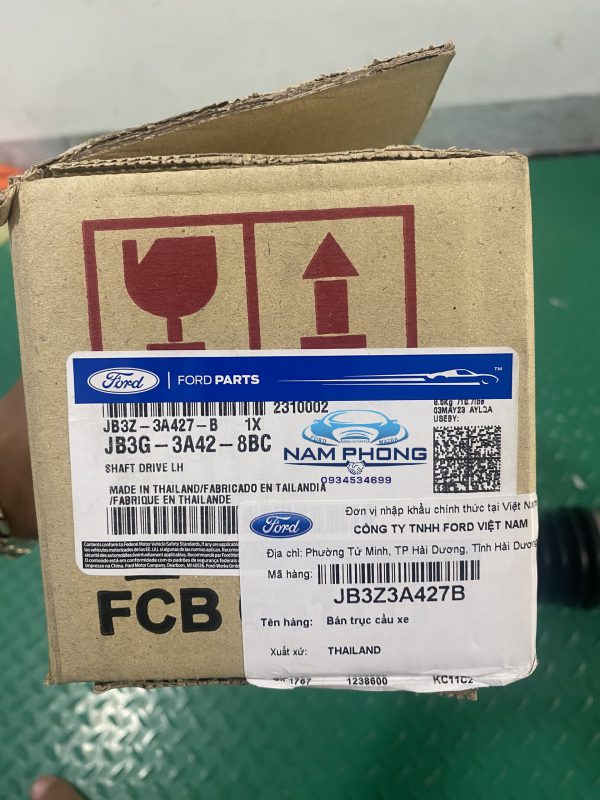 Ford
FORD PARTS
TM
2310002
JB3Z-3A427-B 1X
JB3G-3A42-8BC
SHAFT DRIVE LH
MADE IN THAILAND/FABRICADO EN TAILANDIA
/FABRIQUE EN THAILANDE
FORD
MAZDA
NAM PHONG
0934534699
03MAY23
USEBY:
Ford
Đơn vị nhập khẩu chính thức tại Việt Nam
CÔNG TY TNHH FORD VIỆT NAM
Địa chỉ: Phường Tứ Minh, TP Hải Dương, Tỉnh Hải Dương
Mã hàng:
JB3Z3A427B
Tên hàng: Bán trục cầu xe
Xuất xứ: THAILAND
1238600 KC11C2
FCB